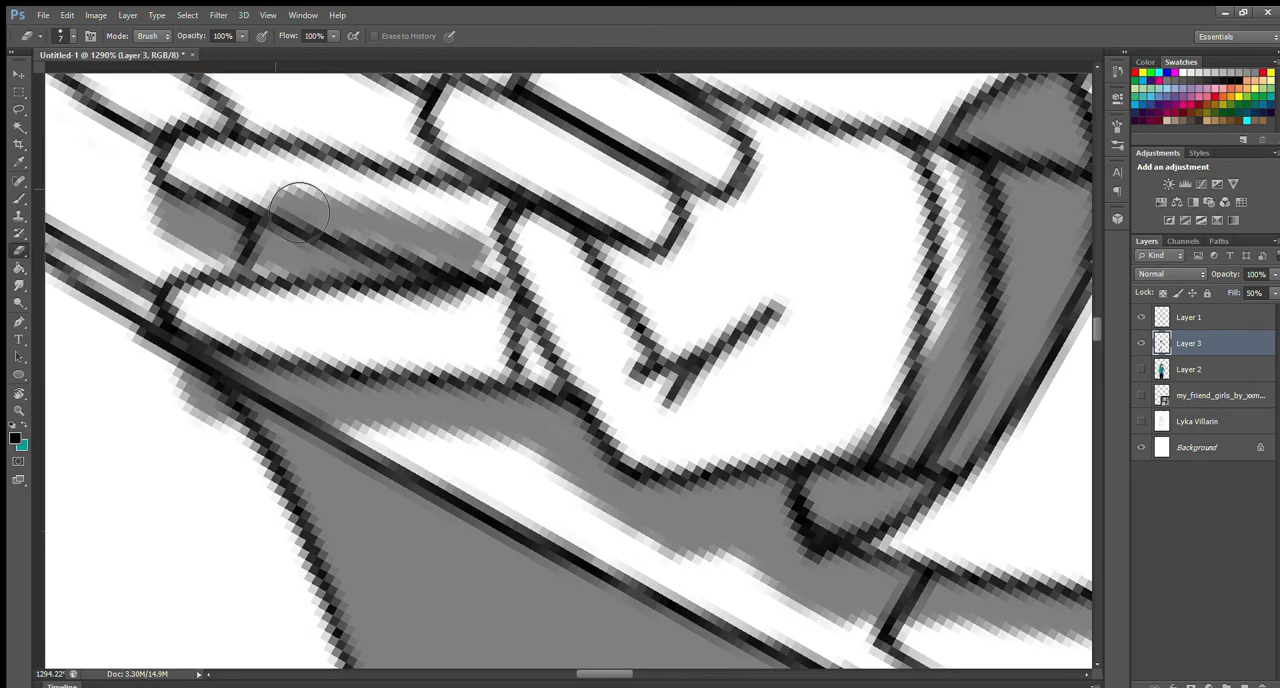 Ps File Edit Image Layer Type Select Filter 3D View Window Help
7 Mode: Brush Opacity: 100% Flow: 100% Erase to History Essentials
Untitled-1 @ 1290% (Layer 3, RGB/8) * ×
Color Swatches
Adjustments Styles
Add an adjustment
Layers Channels Paths
Kind
Normal Opacity: 100%
Lock: Fill: 50%
Layer 1
Layer 3
Layer 2
my_friend_girls_by_xxm...
Lyka Villarin
Background
1294.22% Doc: 3.30M/14.9M
Timeline